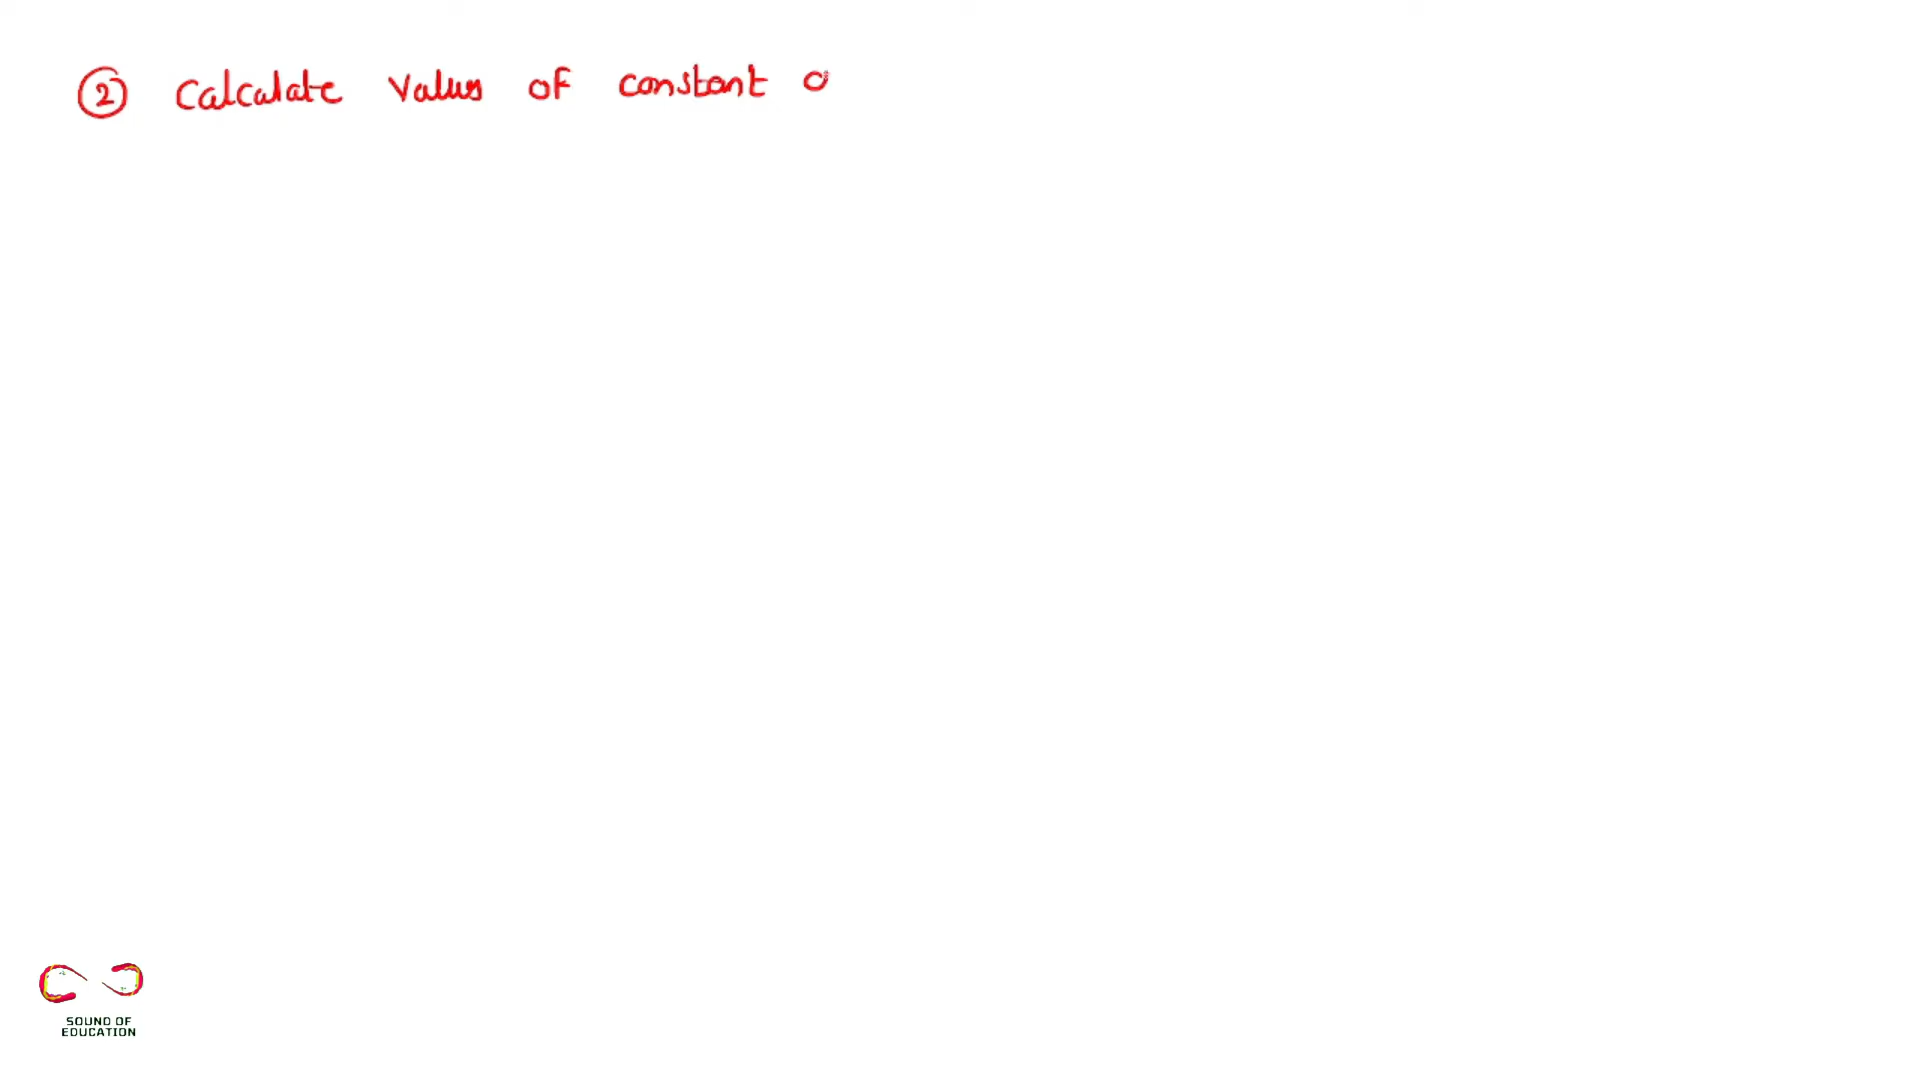 ② Calculate Values of constant
SOUND OF
EDUCATION